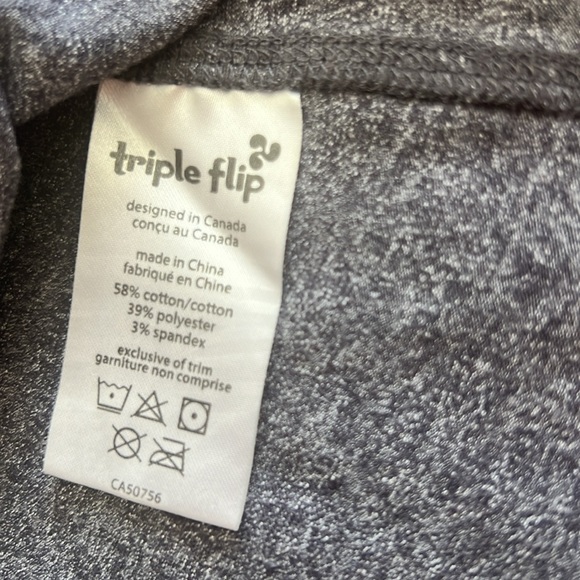 triple flip
designed in Canada
conçu au Canada
made in China
fabriqué en Chine
58% cotton/cotton
39% polyester
3% spandex
exclusive of trim
garniture non comprise
CA50756